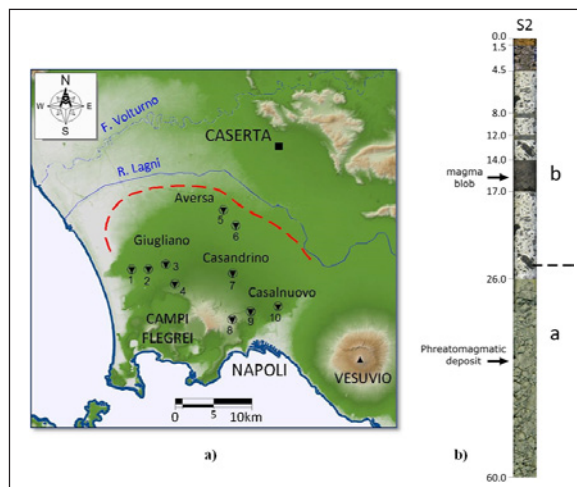 N
W E
S
F. Volturno
CASERTA
R. Lagni
Aversa
5
6
Giugliano
1 2 3
4
Casandrino
7
Casalnuovo
8 9 10
CAMPI
FLEGREI
NAPOLI
VESUVIO
0 5 10km
a)
S2
0.0
1.5
4.5
8.0
12.0
14.0
magma
blob
17.0
b
26.0
a
Phreatomagmatic
deposit
60.0
b)